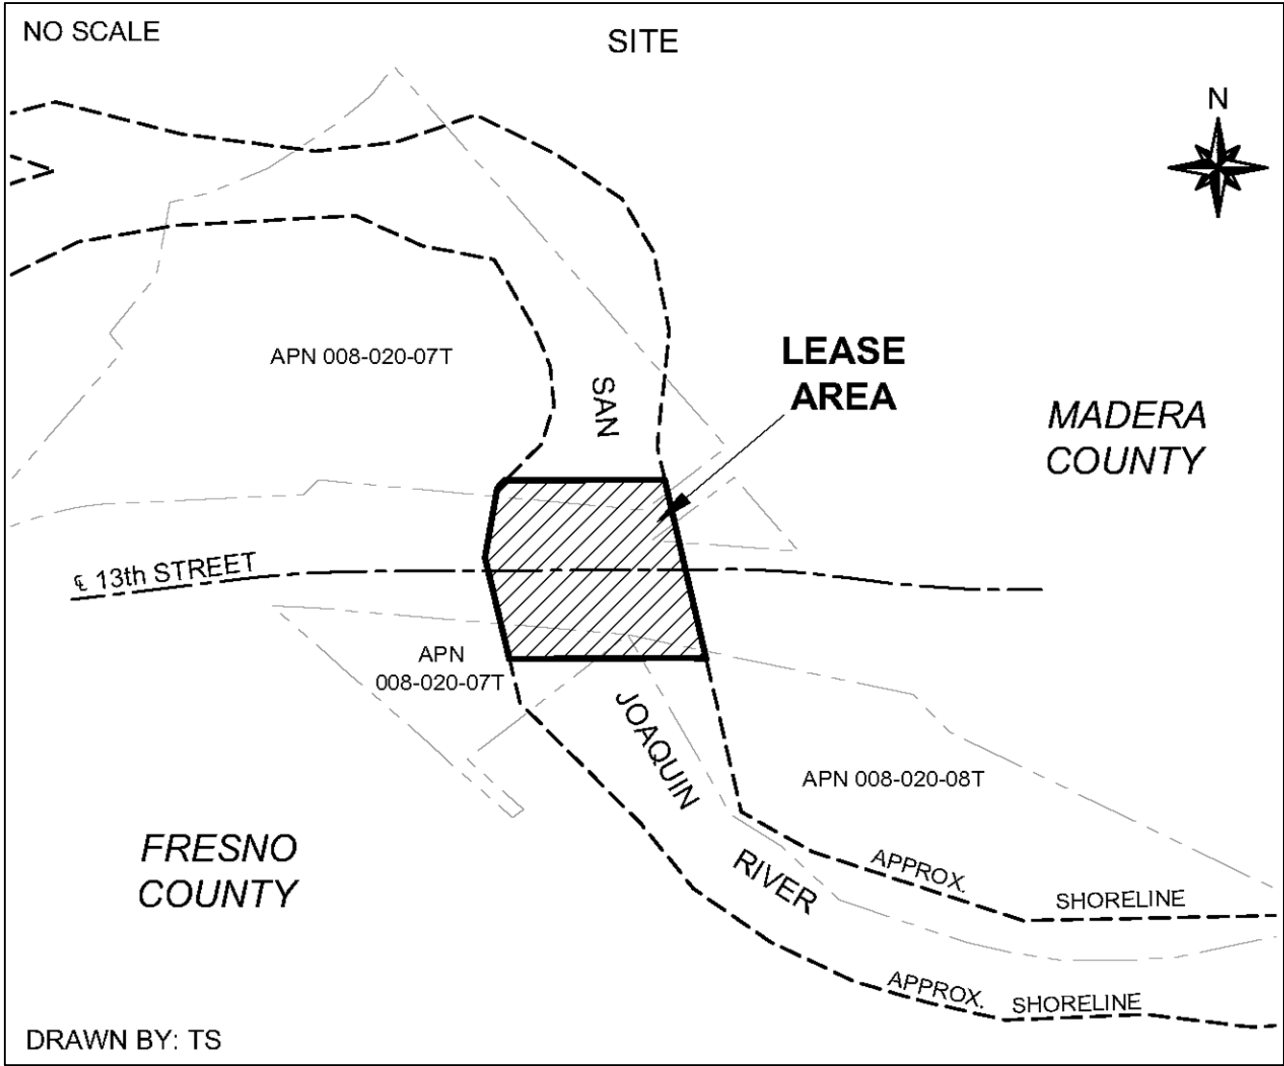 NO SCALE
SITE
N
APN 008-020-07T
LEASE
AREA
MADERA
COUNTY
SAN
℄ 13th STREET
APN
008-020-07T
JOAQUIN
APN 008-020-08T
FRESNO
COUNTY
RIVER
APPROX. SHORELINE
APPROX. SHORELINE
DRAWN BY: TS